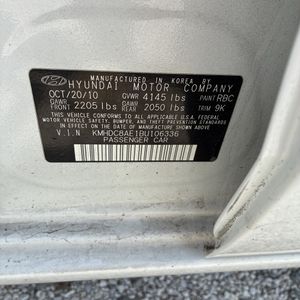 MANUFACTURED IN KOREA BY
HYUNDAI MOTOR COMPANY
OCT/20/10 GVWR 4145 lbs PAINT RBC
GAWR FRONT 2205 lbs GAWR REAR 2050 lbs TRIM 9K
THIS VEHICLE CONFORMS TO ALL APPLICABLE U.S.A FEDERAL
MOTOR VEHICLE SAFETY, BUMPER, AND THEFT PREVENTION
STANDARDS IN EFFECT ON THE DATE OF MANUFACTURE SHOWN ABOVE.
V.I.N KMHDC8AE1BU106336
PASSENGER CAR